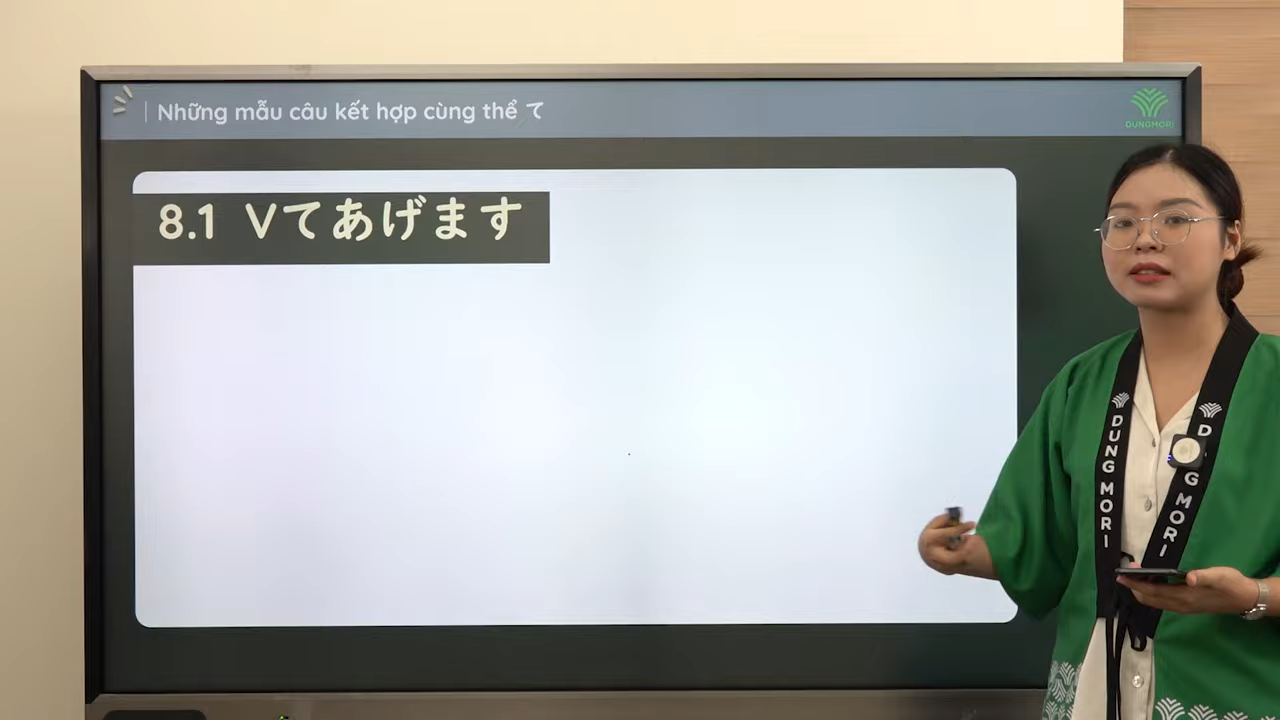 Những mẫu câu kết hợp cùng thể て
DUNGMORI
8.1 Vてあげます
DUNG MORI
DUNG MORI